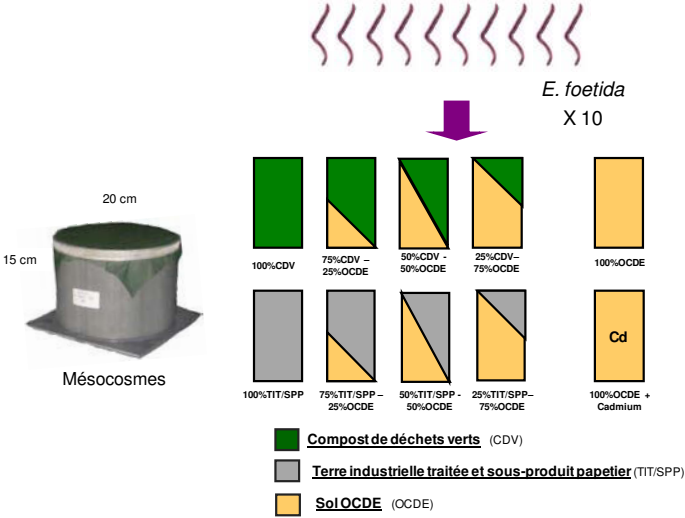 E. foetida
X 10
20 cm
15 cm
Mésocosmes
100%CDV
75%CDV –
25%OCDE
50%CDV -
50%OCDE
25%CDV–
75%OCDE
100%OCDE
Cd
100%TIT/SPP
75%TIT/SPP –
25%OCDE
50%TIT/SPP -
50%OCDE
25%TIT/SPP–
75%OCDE
100%OCDE +
Cadmium
Compost de déchets verts (CDV)
Terre industrielle traitée et sous-produit papetier (TIT/SPP)
Sol OCDE (OCDE)